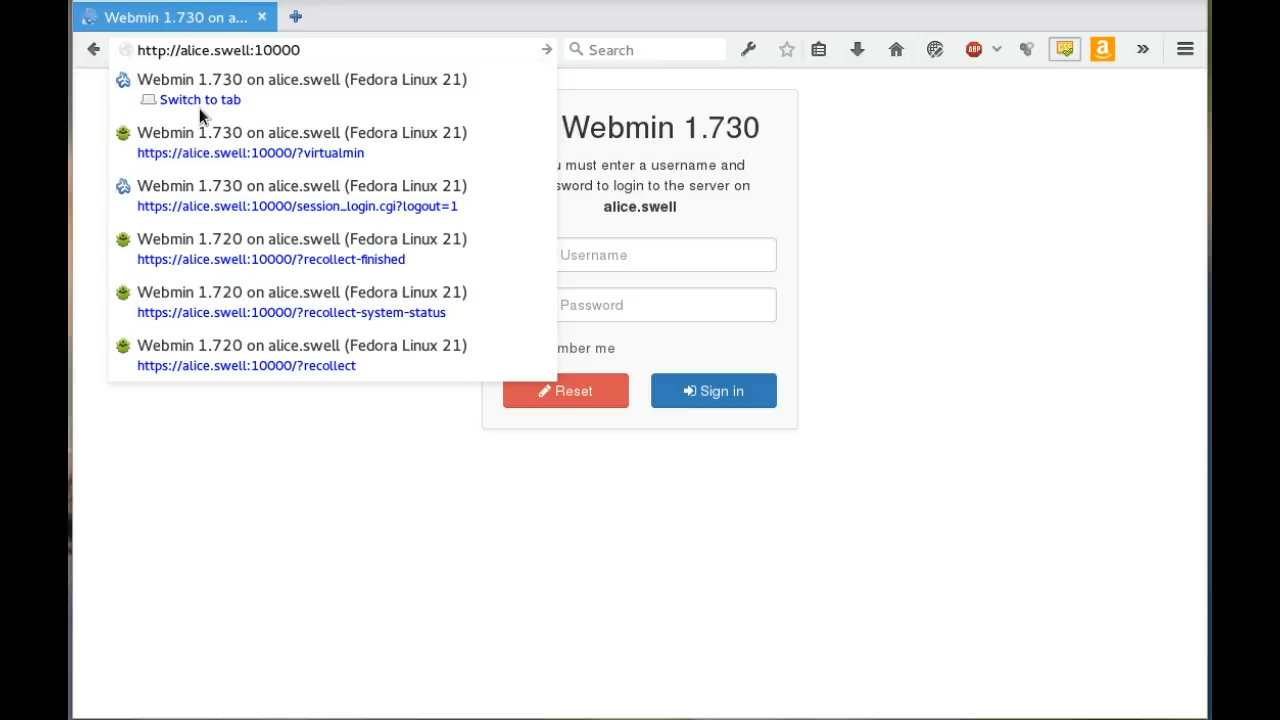 Webmin 1.730 on a...
http://alice.swell:10000
Search
ABP
a
Webmin 1.730 on alice.swell (Fedora Linux 21)
Switch to tab
Webmin 1.730 on alice.swell (Fedora Linux 21)
https://alice.swell:10000/?virtualmin
Webmin 1.730 on alice.swell (Fedora Linux 21)
https://alice.swell:10000/session_login.cgi?logout=1
Webmin 1.720 on alice.swell (Fedora Linux 21)
https://alice.swell:10000/?recollect-finished
Webmin 1.720 on alice.swell (Fedora Linux 21)
https://alice.swell:10000/?recollect-system-status
Webmin 1.720 on alice.swell (Fedora Linux 21)
https://alice.swell:10000/?recollect
Webmin 1.730
must enter a username and
to login to the server on
alice.swell
Username
Password
me
Reset
Sign in